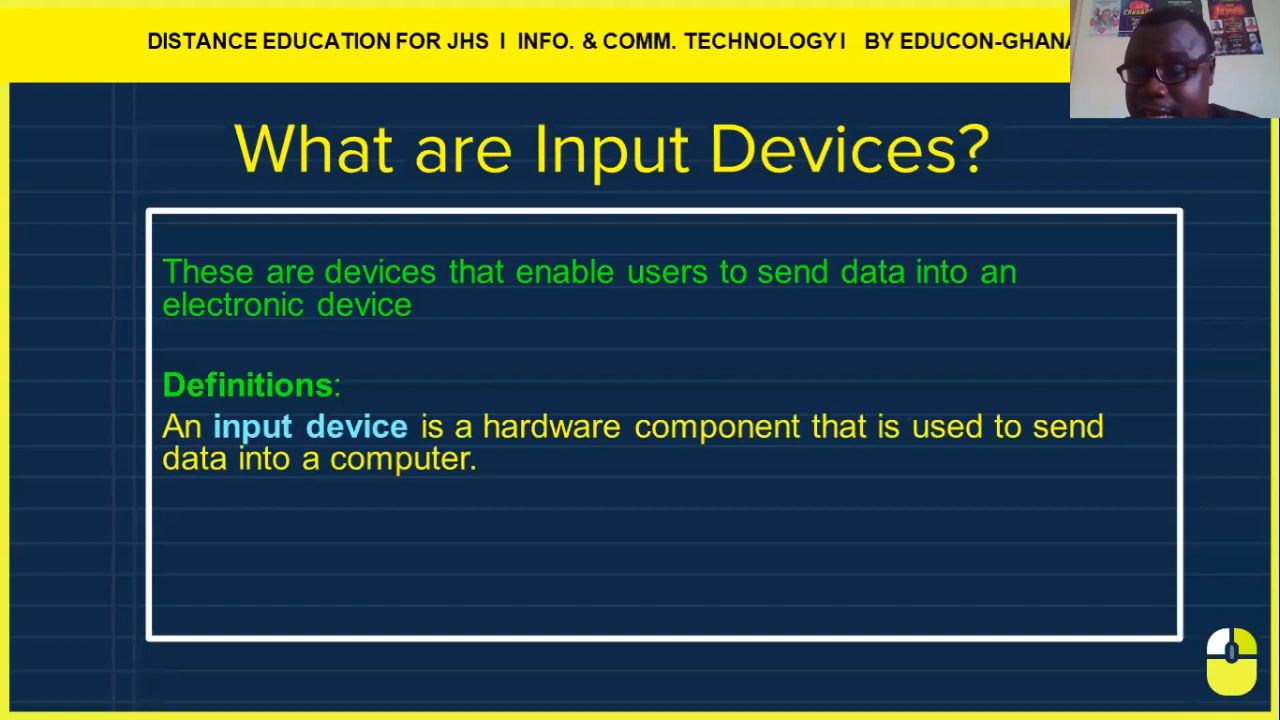 DISTANCE EDUCATION FOR JHS I INFO. & COMM. TECHNOLOGY I BY EDUCON-GHANA
What are Input Devices?
These are devices that enable users to send data into an
electronic device
Definitions:
An input device is a hardware component that is used to send
data into a computer.